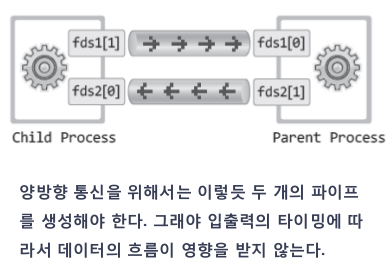 fds1[1] fds1[0]
fds2[0] fds2[1]
Child Process Parent Process
양방향 통신을 위해서는 이렇듯 두 개의 파이프
를 생성해야 한다. 그래야 입출력의 타이밍에 따
라서 데이터의 흐름이 영향을 받지 않는다.